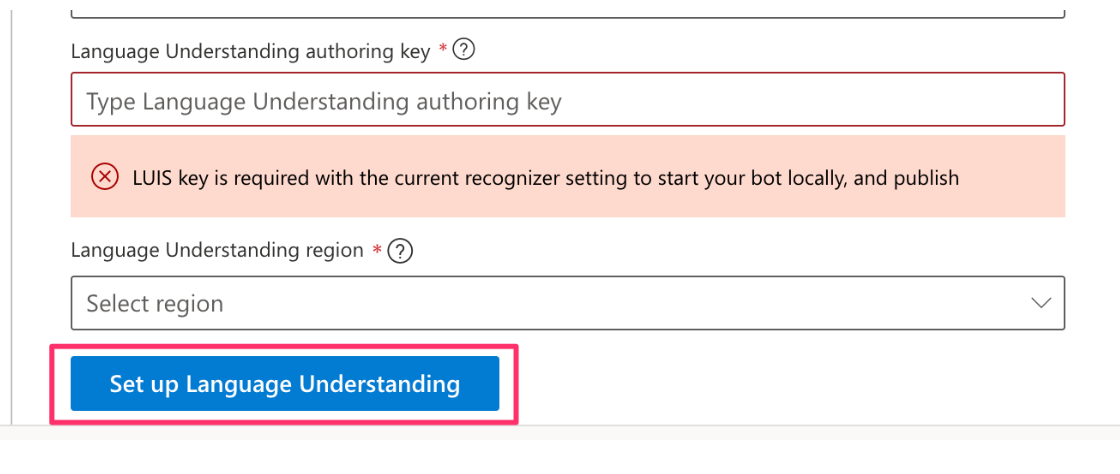 Language Understanding authoring key *
Type Language Understanding authoring key
LUIS key is required with the current recognizer setting to start your bot locally, and publish
Language Understanding region *
Select region
Set up Language Understanding